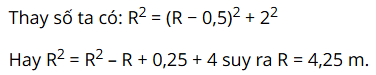 Thay số ta có: R² = (R − 0,5)² + 2²
Hay R² = R² – R + 0,25 + 4 suy ra R = 4,25 m.